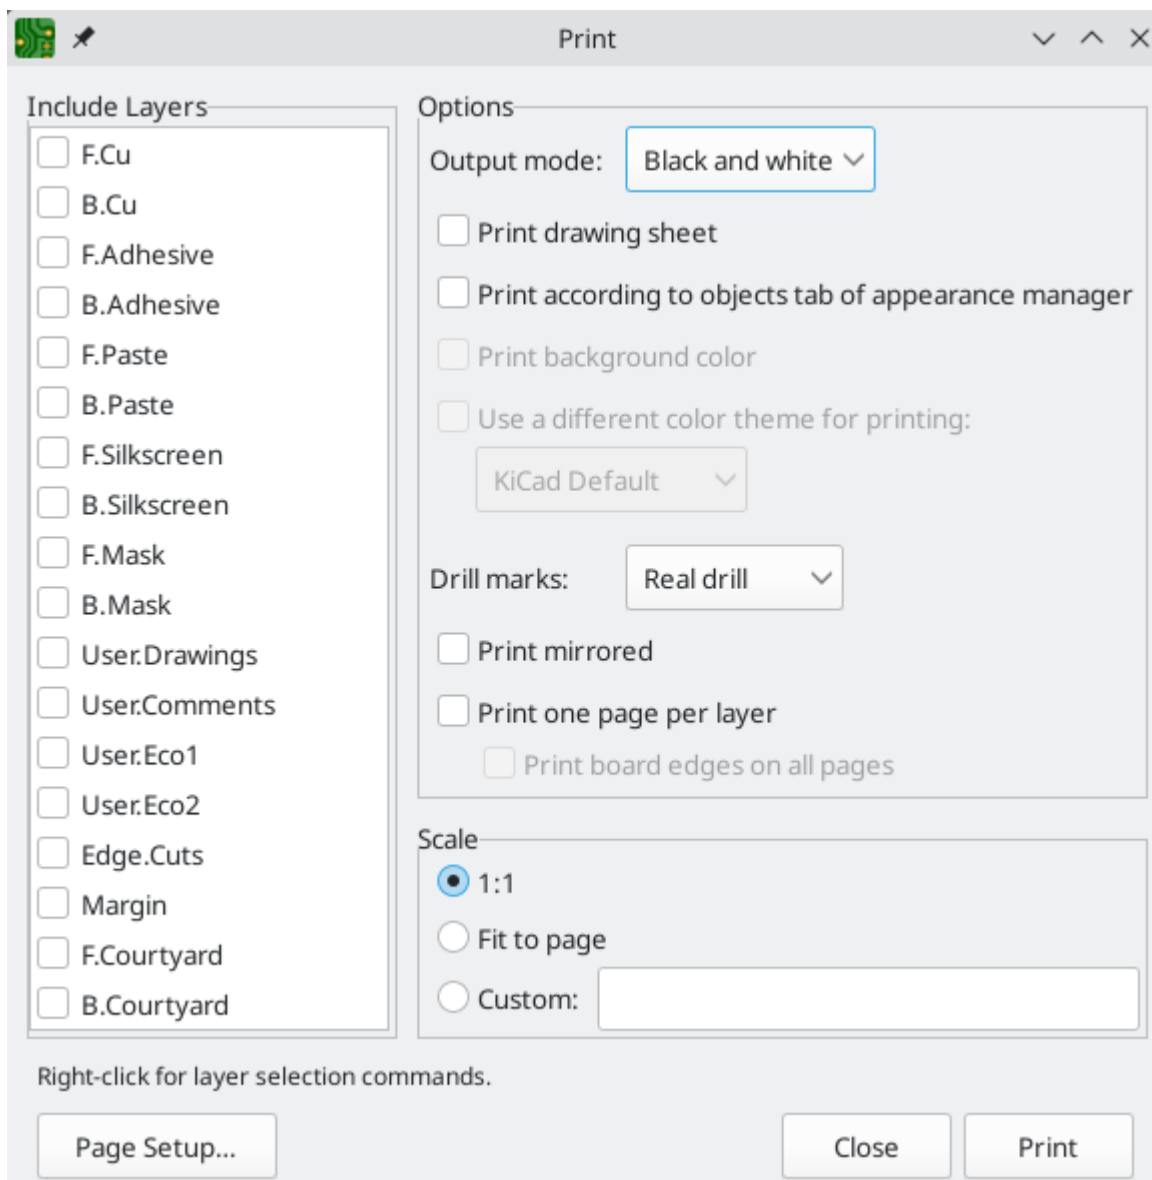 Print
Include Layers
F.Cu
B.Cu
F.Adhesive
B.Adhesive
F.Paste
B.Paste
F.Silkscreen
B.Silkscreen
F.Mask
B.Mask
User.Drawings
User.Comments
User.Eco1
User.Eco2
Edge.Cuts
Margin
F.Courtyard
B.Courtyard
Right-click for layer selection commands.
Options
Output mode: Black and white
Print drawing sheet
Print according to objects tab of appearance manager
Print background color
Use a different color theme for printing:
KiCad Default
Drill marks: Real drill
Print mirrored
Print one page per layer
Print board edges on all pages
Scale
1:1
Fit to page
Custom:
Page Setup... Close Print